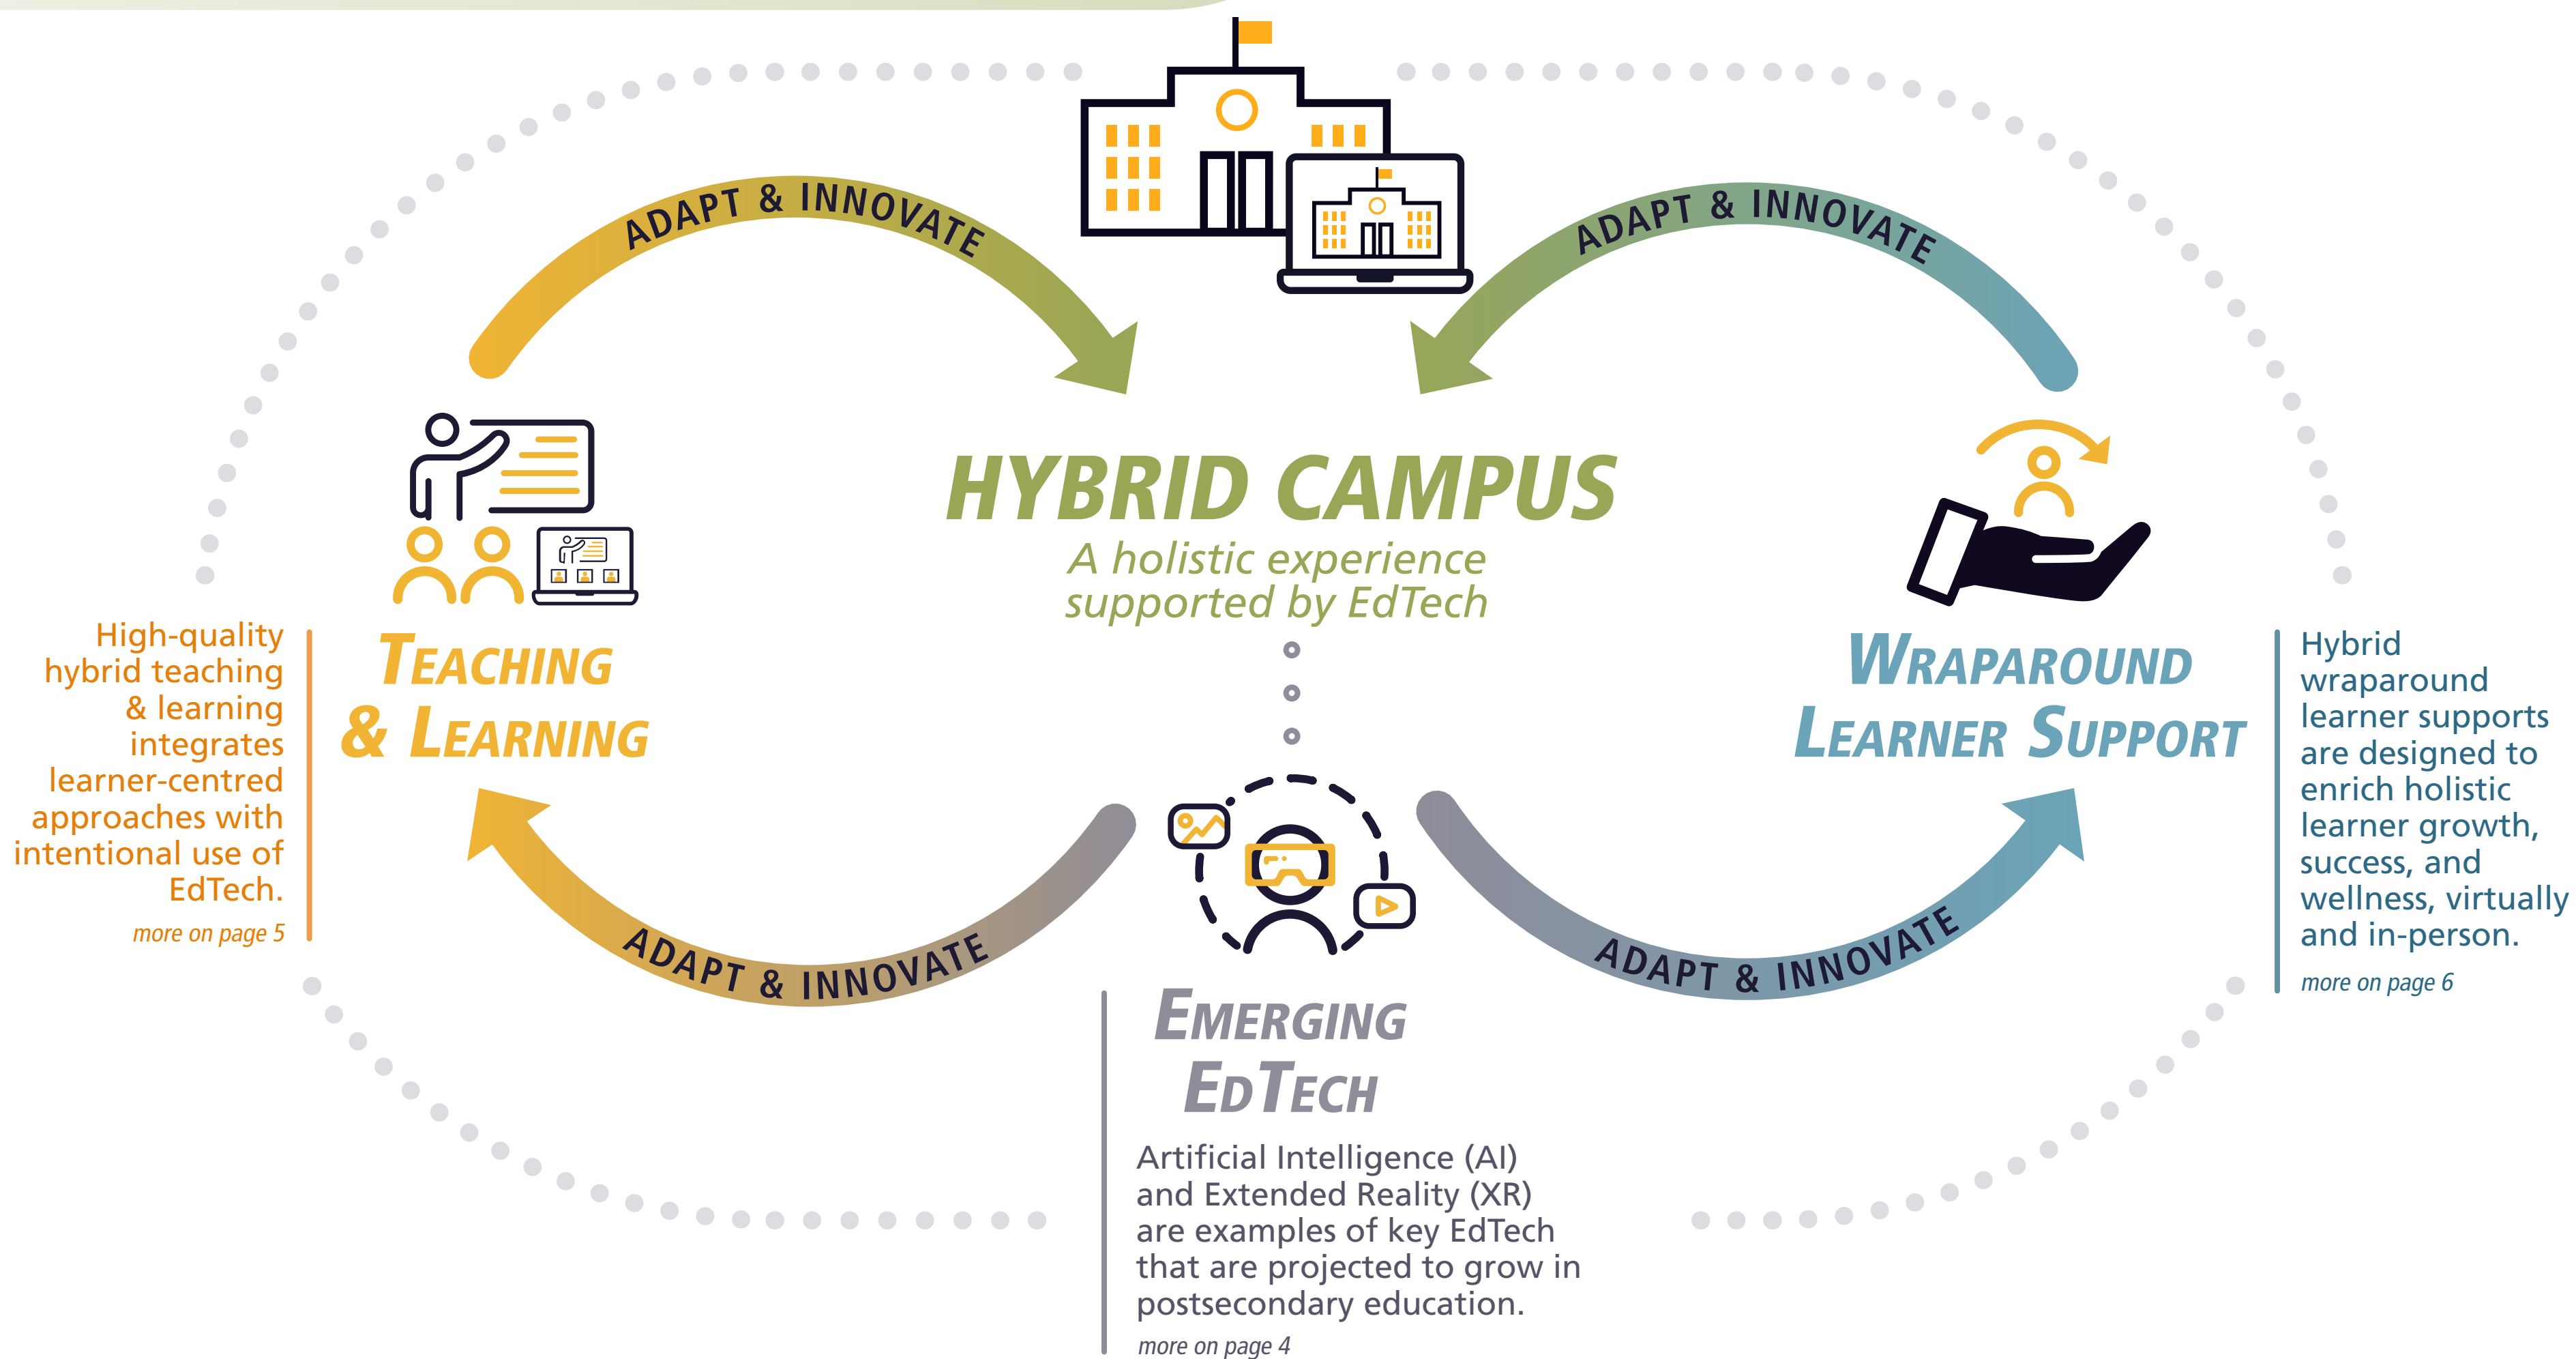 ADAPT & INNOVATE
ADAPT & INNOVATE
HYBRID CAMPUS
A holistic experience
supported by EdTech
High-quality
hybrid teaching
& learning
integrates
learner-centred
approaches with
intentional use of
EdTech.
more on page 5
TEACHING
& LEARNING
WRAPAROUND
LEARNER SUPPORT
Hybrid
wraparound
learner supports
are designed to
enrich holistic
learner growth,
success, and
wellness, virtually
and in-person.
more on page 6
ADAPT & INNOVATE
ADAPT & INNOVATE
EMERGING
EDTECH
Artificial Intelligence (AI)
and Extended Reality (XR)
are examples of key EdTech
that are projected to grow in
postsecondary education.
more on page 4